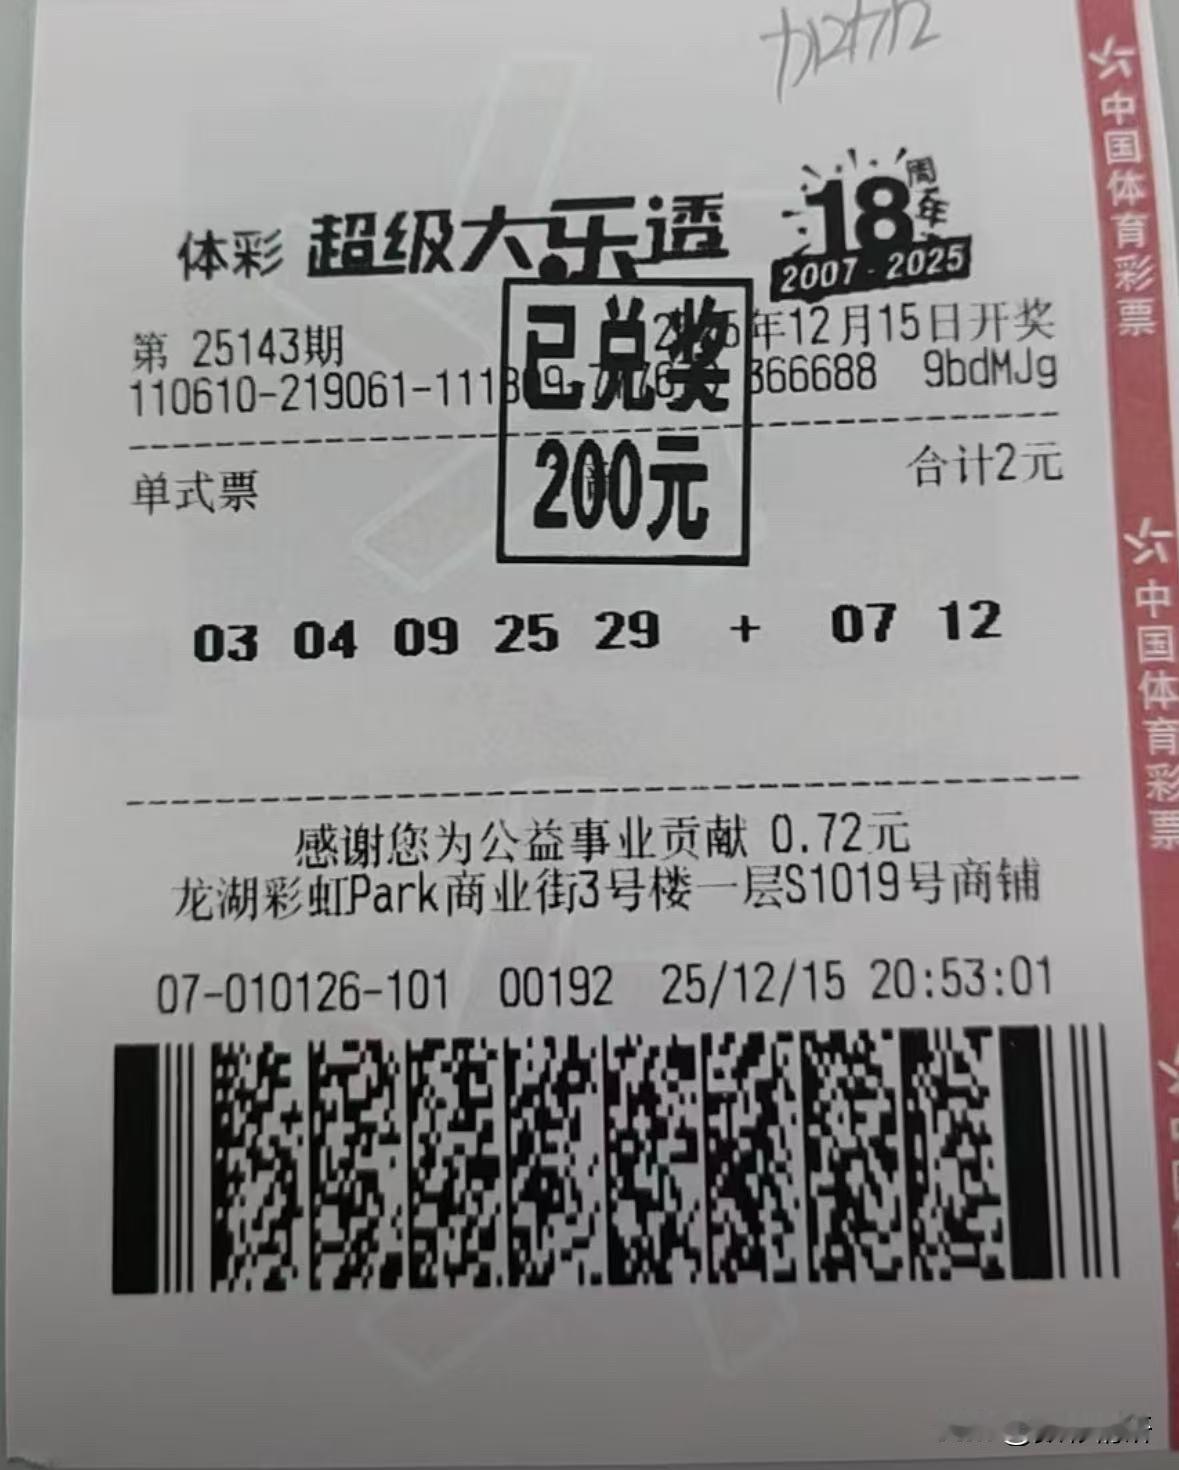 体彩 超级大乐透 18周年
2007-2025
第 25143期 年12月15日开奖
已兑奖
110610-219061-111 366688 9bdMJg
单式票 合计2元
200元
03 04 09 25 29 + 07 12
感谢您为公益事业贡献 0.72元
龙湖彩虹Park商业街3号楼一层S1019号商铺
07-010126-101 00192 25/12/15 20:53:01
中国体育彩票
中国体育彩票